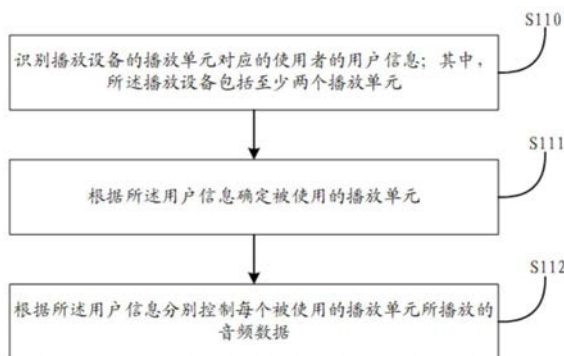 S110
识别播放设备的播放单元对应的使用者的用户信息；其中，
所述播放设备包括至少两个播放单元
S111
根据所述用户信息确定被使用的播放单元
S112
根据所述用户信息分别控制每个被使用的播放单元所播放的
音频数据